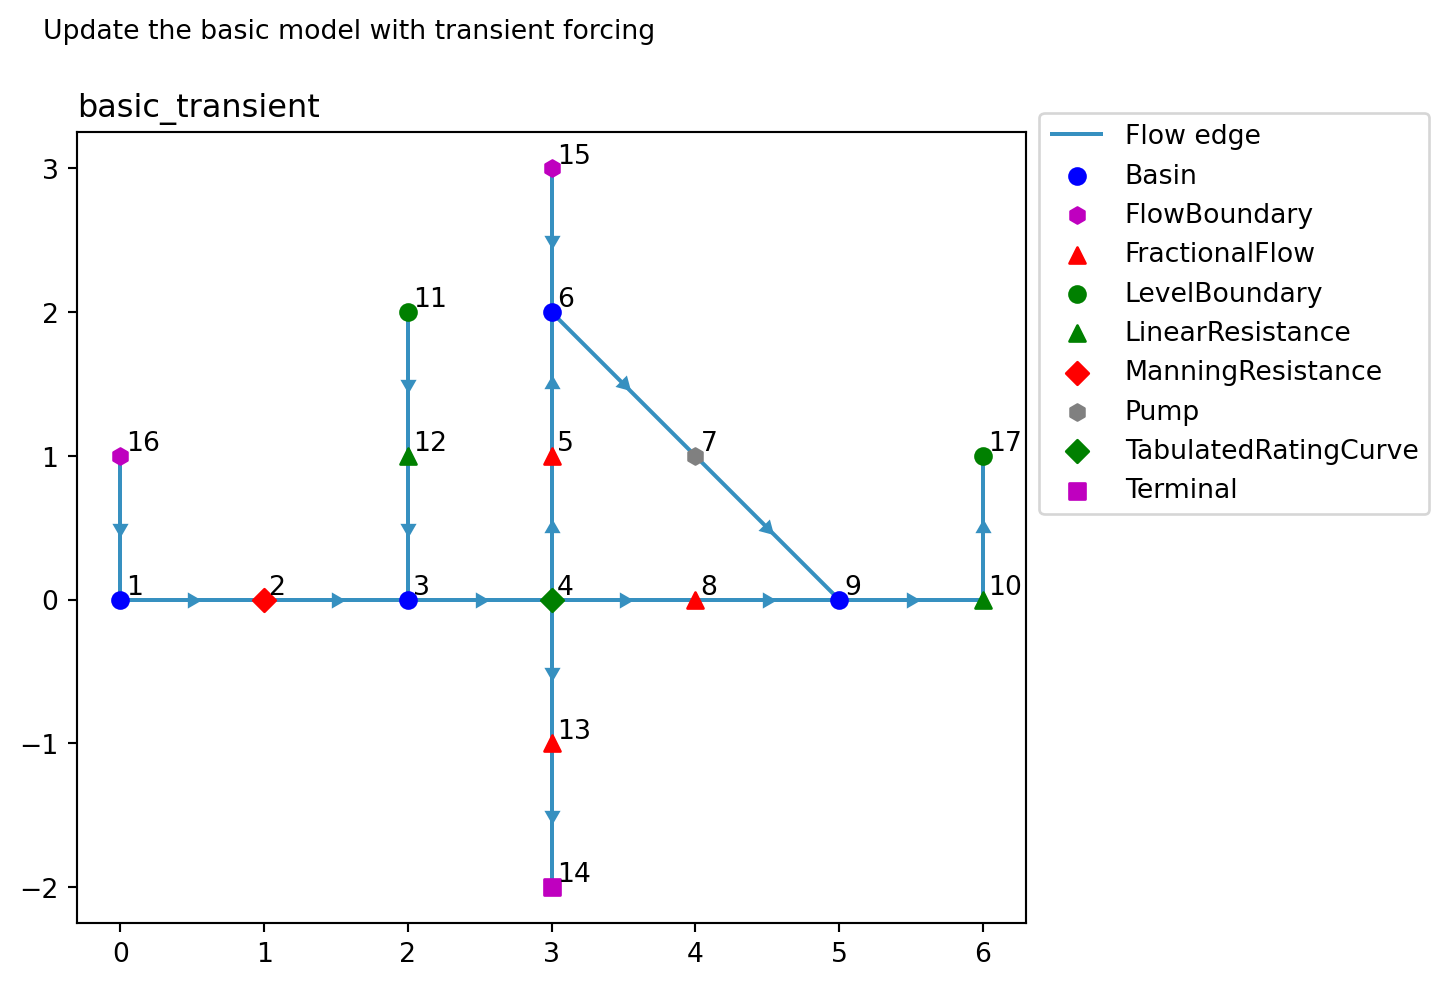 Update the basic model with transient forcing
basic_transient
Flow edge
Basin
FlowBoundary
FractionalFlow
LevelBoundary
LinearResistance
ManningResistance
Pump
TabulatedRatingCurve
Terminal
3
15
2
11
6
1
16
12
5
7
17
0
1
2
3
4
8
9
10
−1
13
−2
14
0 1 2 3 4 5 6